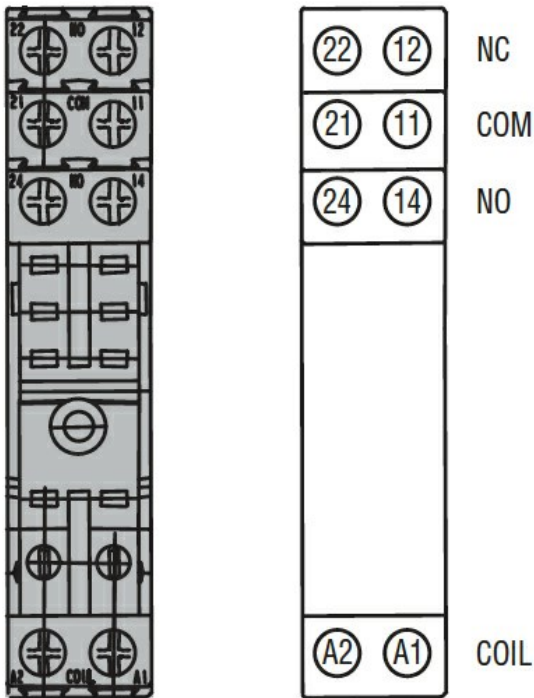 22 NO 12
21 COM 11
24 NO 14
A2 COIL A1
22 12 NC
21 11 COM
24 14 NO
A2 A1 COIL